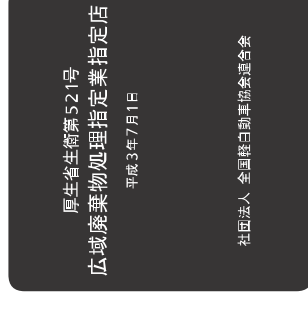 厚生省生衛第521号
広域廃棄物処理指定業指定店
平成3年7月1日
社団法人 全国軽自動車協会連合会